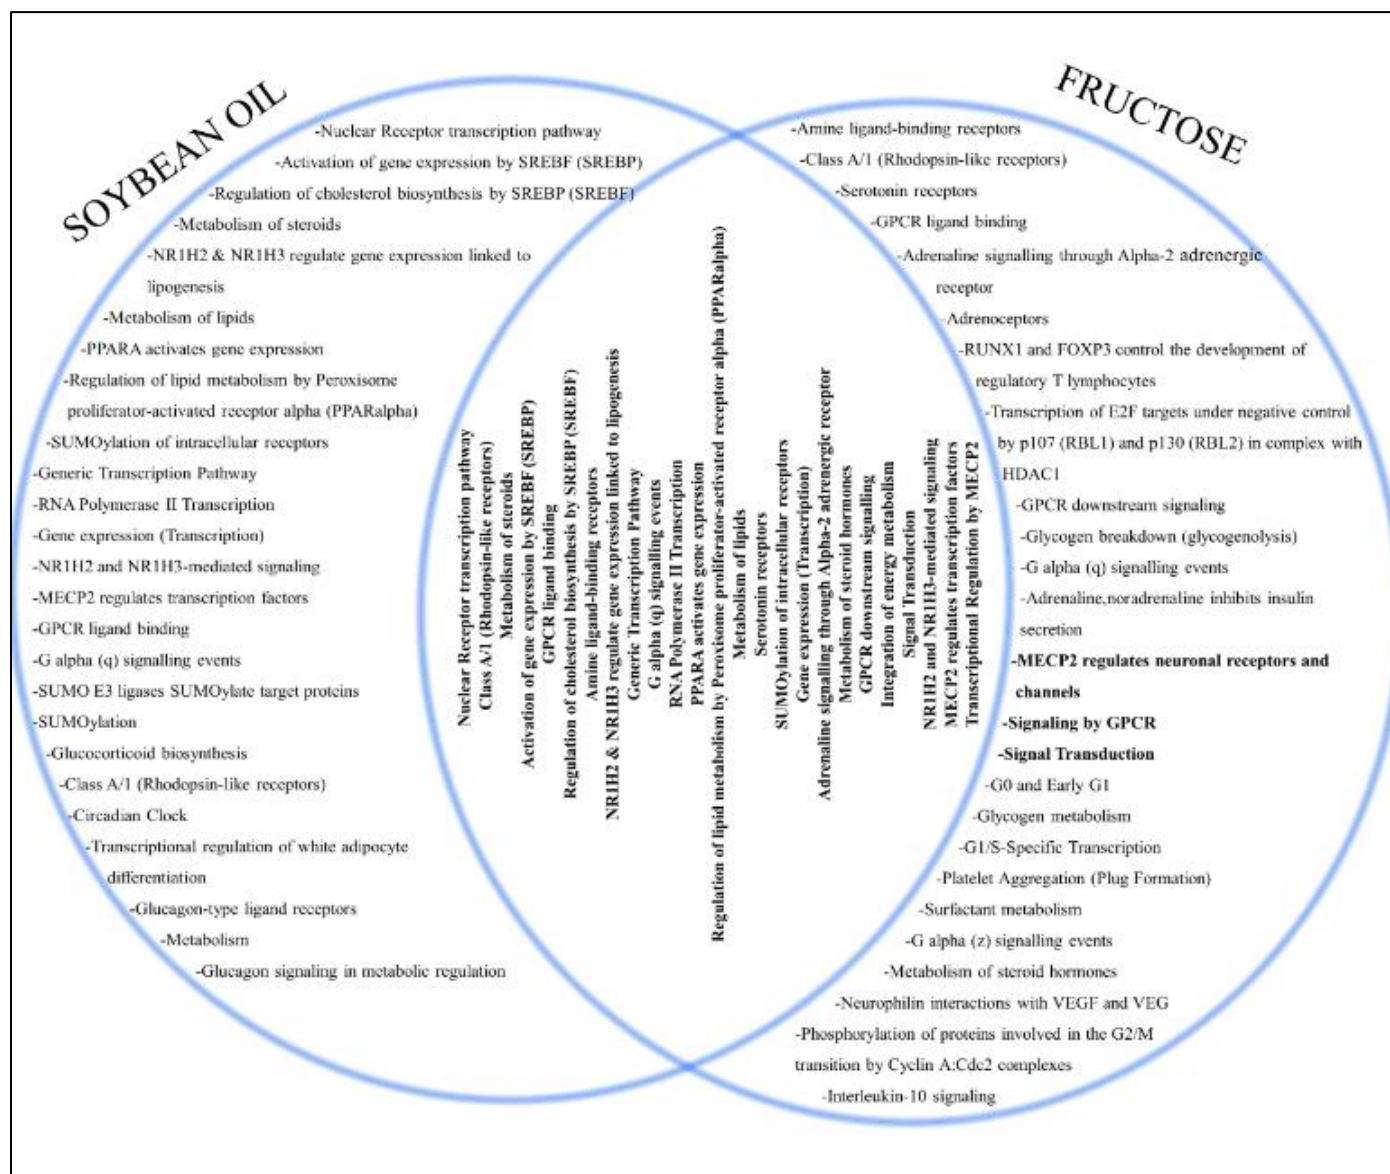 SOYBEAN OIL
-Nuclear Receptor transcription pathway
-Activation of gene expression by SREBF (SREBP)
-Regulation of cholesterol biosynthesis by SREBP (SREBF)
-Metabolism of steroids
-NR1H2 & NR1H3 regulate gene expression linked to
lipogenesis
-Metabolism of lipids
-PPARA activates gene expression
-Regulation of lipid metabolism by Peroxisome
proliferator-activated receptor alpha (PPARalpha)
-SUMOylation of intracellular receptors
-Generic Transcription Pathway
-RNA Polymerase II Transcription
-Gene expression (Transcription)
-NR1H2 and NR1H3-mediated signaling
-MECP2 regulates transcription factors
-GPCR ligand binding
-G alpha (q) signalling events
-SUMO E3 ligases SUMOylate target proteins
-SUMOylation
-Glucocorticoid biosynthesis
-Class A/1 (Rhodopsin-like receptors)
-Circadian Clock
-Transcriptional regulation of white adipocyte
differentiation
-Glucagon-type ligand receptors
-Metabolism
-Glucagon signaling in metabolic regulation
Nuclear Receptor transcription pathway
Class A/1 (Rhodopsin-like receptors)
Metabolism of steroids
Activation of gene expression by SREBF (SREBP)
GPCR ligand binding
Regulation of cholesterol biosynthesis by SREBP (SREBF)
Amine ligand-binding receptors
NR1H2 & NR1H3 regulate gene expression linked to lipogenesis
Generic Transcription Pathway
G alpha (q) signalling events
RNA Polymerase II Transcription
PPARA activates gene expression
Regulation of lipid metabolism by Peroxisome proliferator-activated receptor alpha (PPARalpha)
Metabolism of lipids
Serotonin receptors
SUMOylation of intracellular receptors
Gene expression (Transcription)
Adrenaline signalling through Alpha-2 adrenergic receptor
Metabolism of steroid hormones
GPCR downstream signalling
Integration of energy metabolism
Signal Transduction
NR1H2 and NR1H3-mediated signaling
MECP2 regulates transcription factors
Transcriptional Regulation by MECP2
FRUCTOSE
-Amine ligand-binding receptors
-Class A/1 (Rhodopsin-like receptors)
-Serotonin receptors
-GPCR ligand binding
-Adrenaline signalling through Alpha-2 adrenergic
receptor
-Adrenoceptors
-RUNX1 and FOXP3 control the development of
regulatory T lymphocytes
-Transcription of E2F targets under negative control
by p107 (RBL1) and p130 (RBL2) in complex with
HDAC1
-GPCR downstream signaling
-Glycogen breakdown (glycogenolysis)
-G alpha (q) signalling events
-Adrenaline,noradrenaline inhibits insulin
secretion
-MECP2 regulates neuronal receptors and
channels
-Signaling by GPCR
-Signal Transduction
-G0 and Early G1
-Glycogen metabolism
-G1/S-Specific Transcription
-Platelet Aggregation (Plug Formation)
-Surfactant metabolism
-G alpha (z) signalling events
-Metabolism of steroid hormones
-Neurophilin interactions with VEGF and VEG
-Phosphorylation of proteins involved in the G2/M
transition by Cyclin A:Cdc2 complexes
-Interleukin-10 signaling